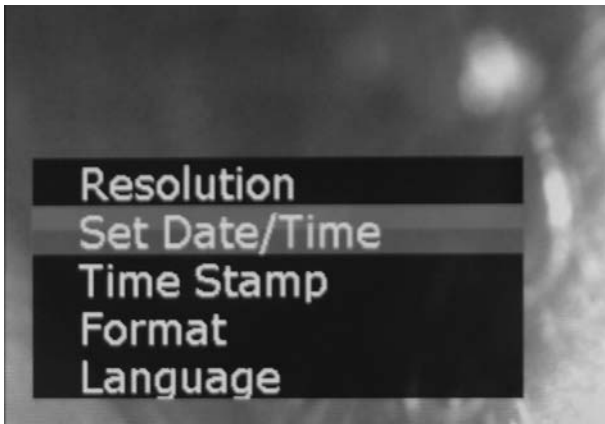 Resolution
Set Date/Time
Time Stamp
Format
Language